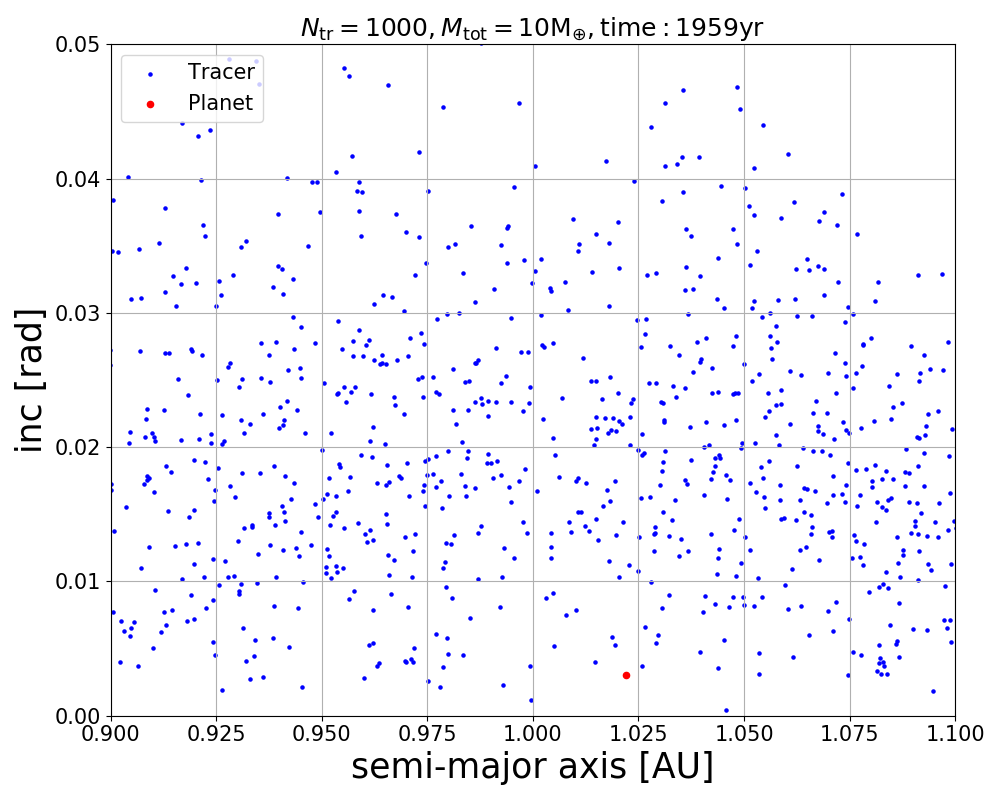 N_tr = 1000, M_tot = 10M_⊕, time : 1959yr
Tracer
Planet
0.05
0.04
0.03
0.02
0.01
0.00
inc [rad]
0.900 0.925 0.950 0.975 1.000 1.025 1.050 1.075 1.100
semi-major axis [AU]